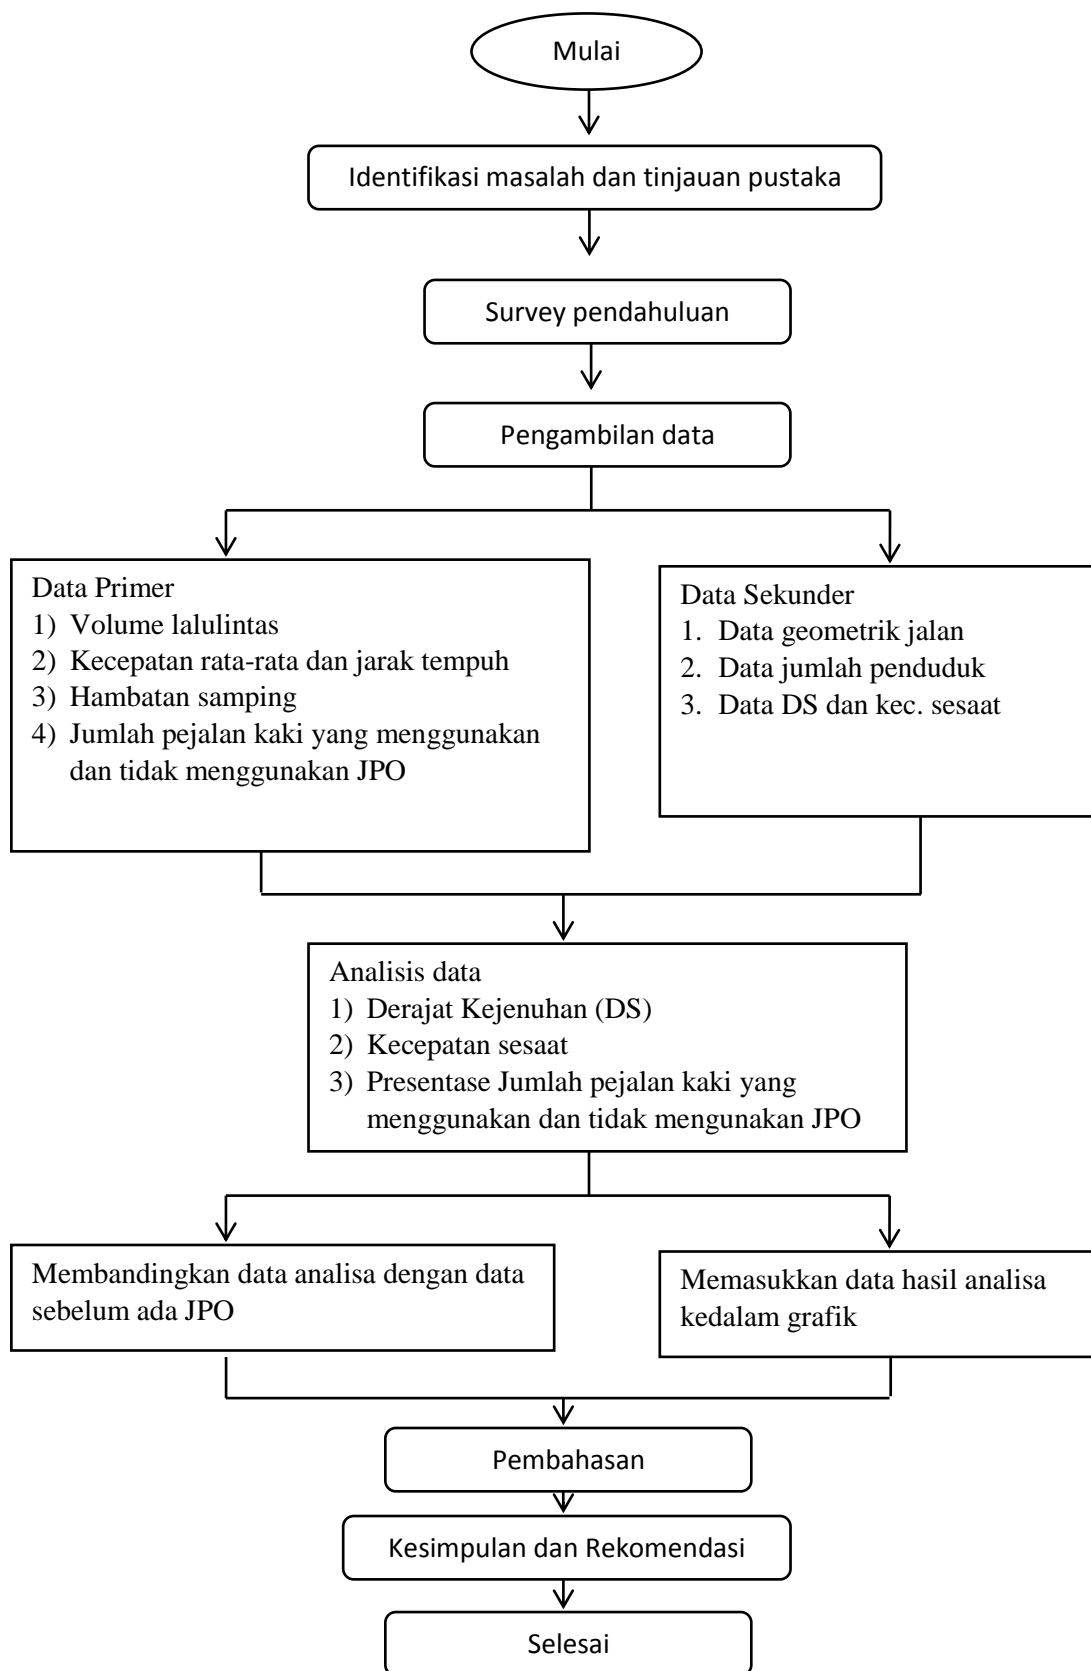 Mulai
Identifikasi masalah dan tinjauan pustaka
Survey pendahuluan
Pengambilan data
Data Primer
1) Volume lalulintas
2) Kecepatan rata-rata dan jarak tempuh
3) Hambatan samping
4) Jumlah pejalan kaki yang menggunakan
dan tidak menggunakan JPO
Data Sekunder
1. Data geometrik jalan
2. Data jumlah penduduk
3. Data DS dan kec. sesaat
Analisis data
1) Derajat Kejenuhan (DS)
2) Kecepatan sesaat
3) Presentase Jumlah pejalan kaki yang
menggunakan dan tidak mengunakan JPO
Membandingkan data analisa dengan data
sebelum ada JPO
Memasukkan data hasil analisa
kedalam grafik
Pembahasan
Kesimpulan dan Rekomendasi
Selesai